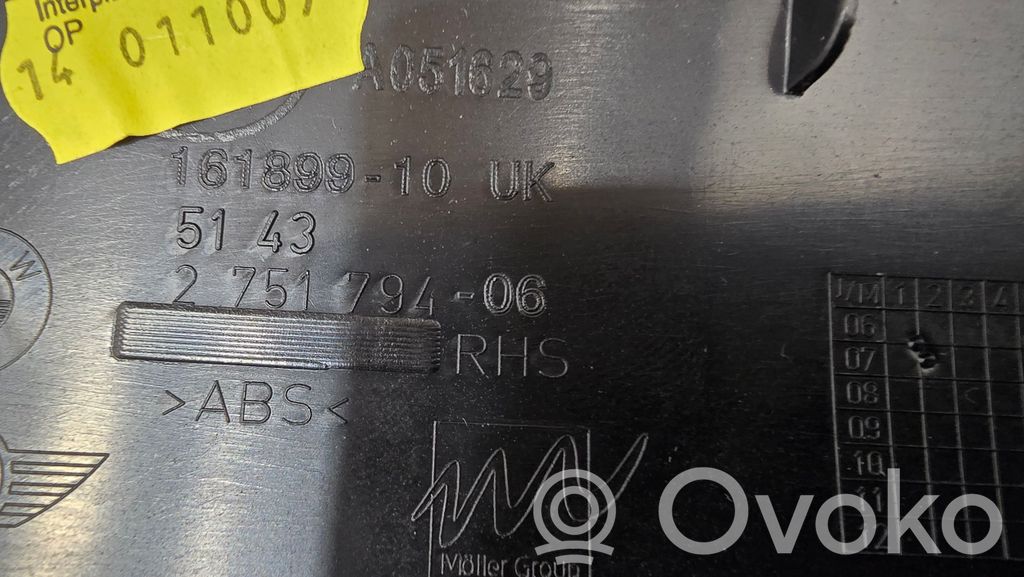 OP
14 011007
A051629
161899-10 UK
51 43
2 751 794-06
RHS
>ABS<
W
Möller Group
J/M 1 2 3 4
06
07
08
09
10
11
12
Ovoko